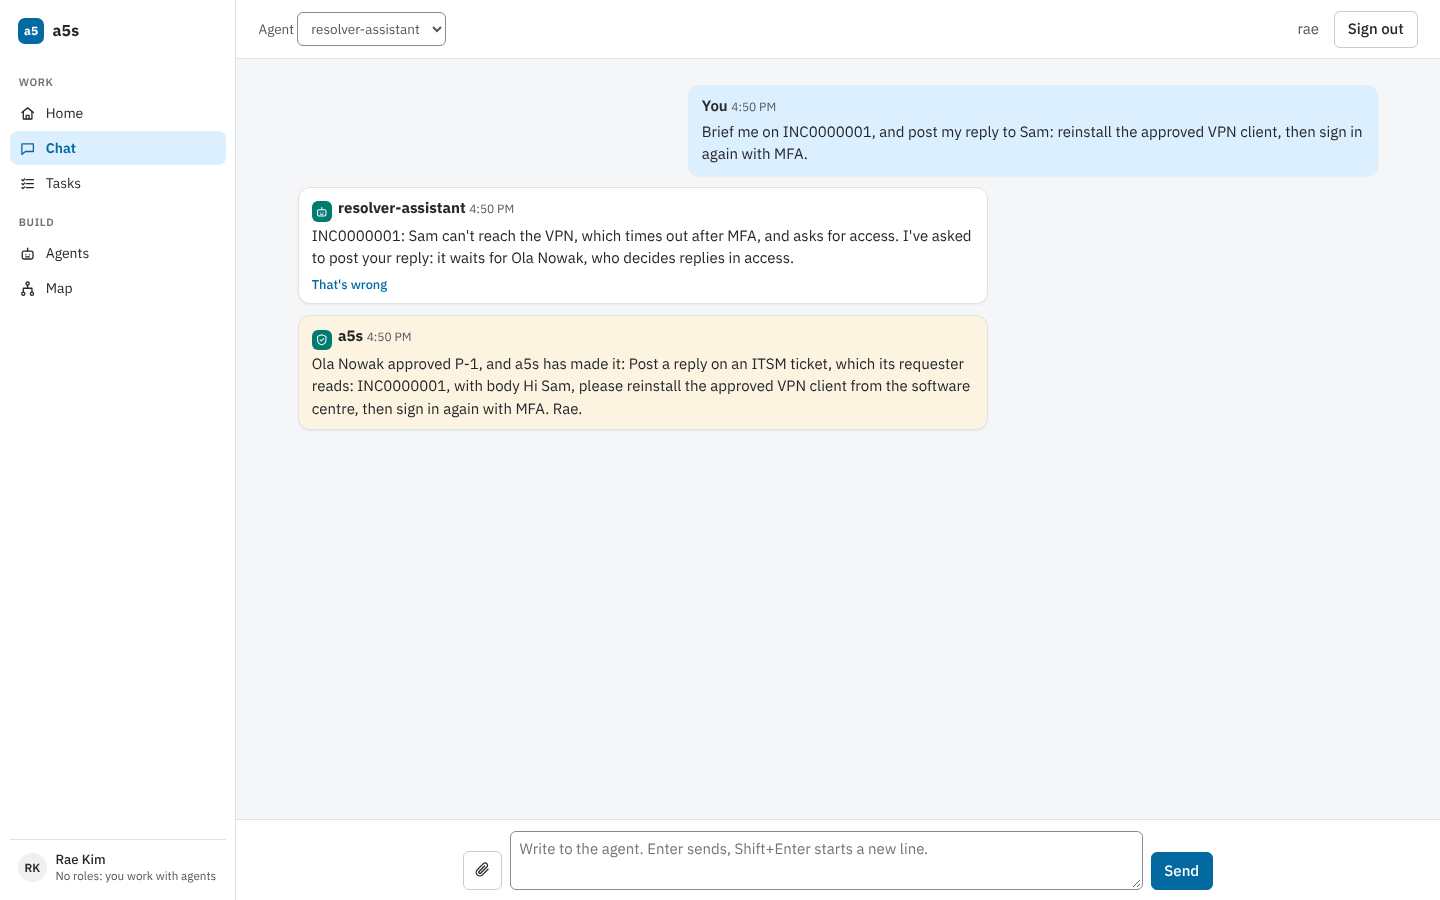 a5 a5s
WORK
Home
Chat
Tasks
BUILD
Agents
Map
RK Rae Kim
No roles: you work with agents
Agent resolver-assistant
rae Sign out
You 4:50 PM
Brief me on INC0000001, and post my reply to Sam: reinstall the approved VPN client, then sign in
again with MFA.
resolver-assistant 4:50 PM
INC0000001: Sam can't reach the VPN, which times out after MFA, and asks for access. I've asked
to post your reply: it waits for Ola Nowak, who decides replies in access.
That's wrong
a5s 4:50 PM
Ola Nowak approved P-1, and a5s has made it: Post a reply on an ITSM ticket, which its requester
reads: INC0000001, with body Hi Sam, please reinstall the approved VPN client from the software
centre, then sign in again with MFA. Rae.
Write to the agent. Enter sends, Shift+Enter starts a new line.
Send